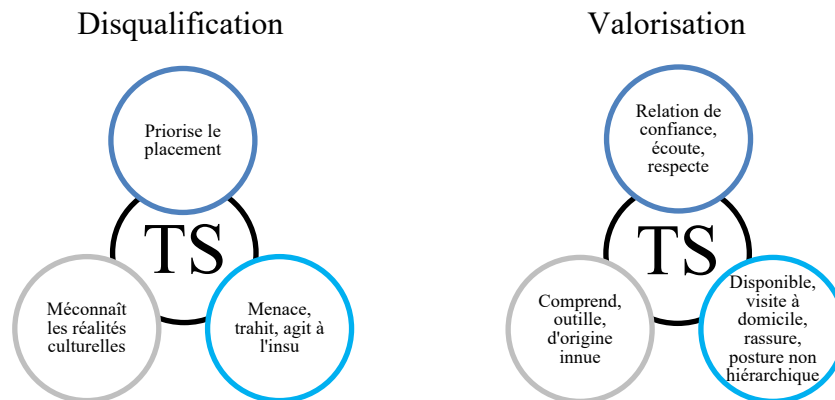 Disqualification
Priorise le
placement
TS
Méconnaît
les réalités
culturelles
Menace,
trahit, agit à
l'insu
Valorisation
Relation de
confiance,
écoute,
respecte
TS
Comprend,
outille,
d'origine
innue
Disponible,
visite à
domicile,
rassure,
posture non
hiérarchique